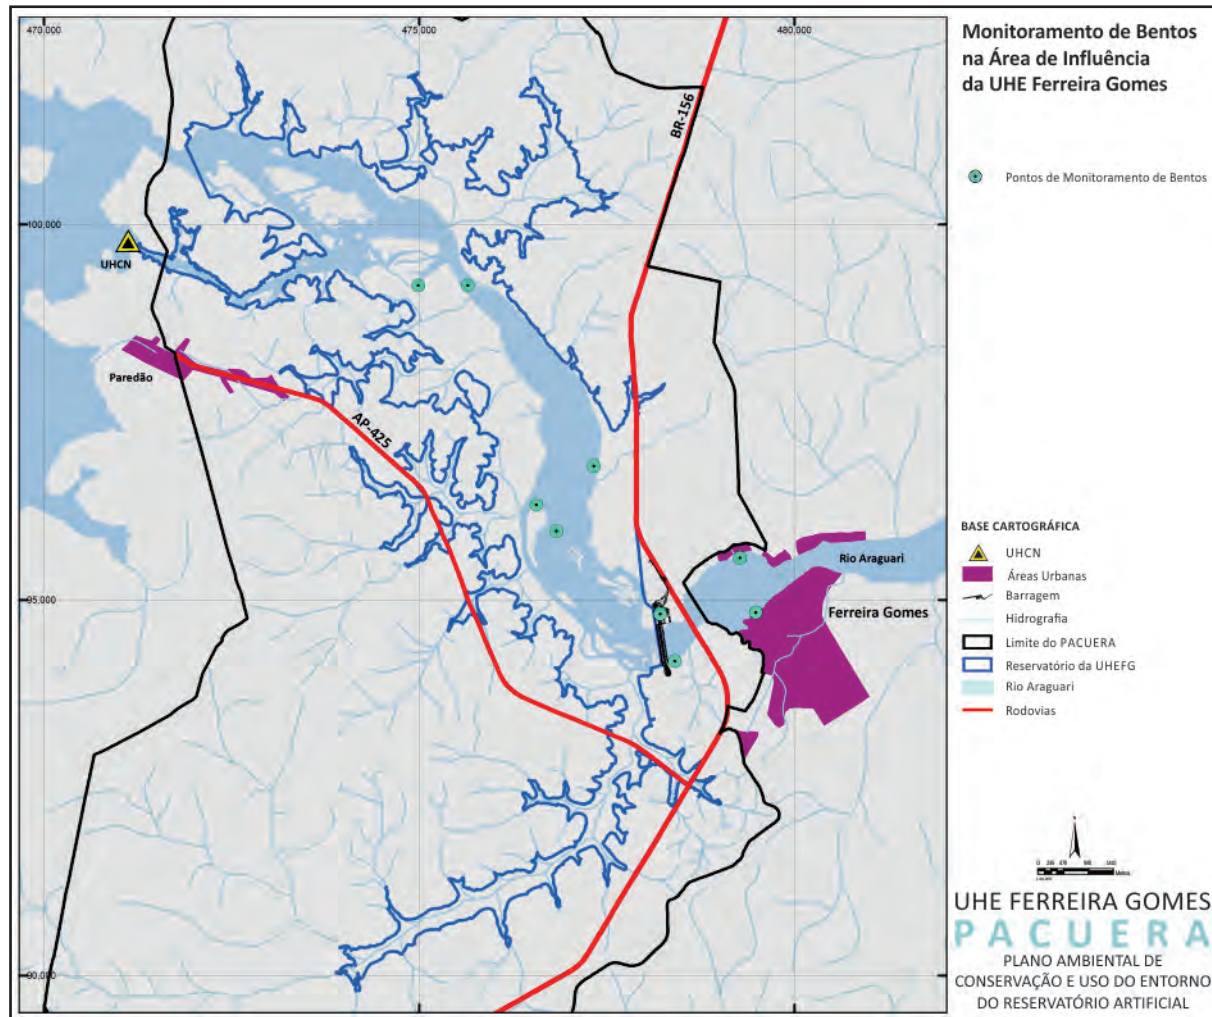 470,000
475,000
480,000
Monitoramento de Bentos
na Área de Influência
da UHE Ferreira Gomes
BR-156
Pontos de Monitoramento de Bentos
100,000
UHCN
Paredão
AP-425
BASE CARTOGRÁFICA
UHCN
Áreas Urbanas
Barragem
Hidrografia
Limite do PACUERA
Reservatório da UHEFG
Rio Araguari
Rodovias
Rio Araguari
95,000
Ferreira Gomes
90,000
N
Metros
UHE FERREIRA GOMES
PACUERA
PLANO AMBIENTAL DE
CONSERVAÇÃO E USO DO ENTORNO
DO RESERVATÓRIO ARTIFICIAL